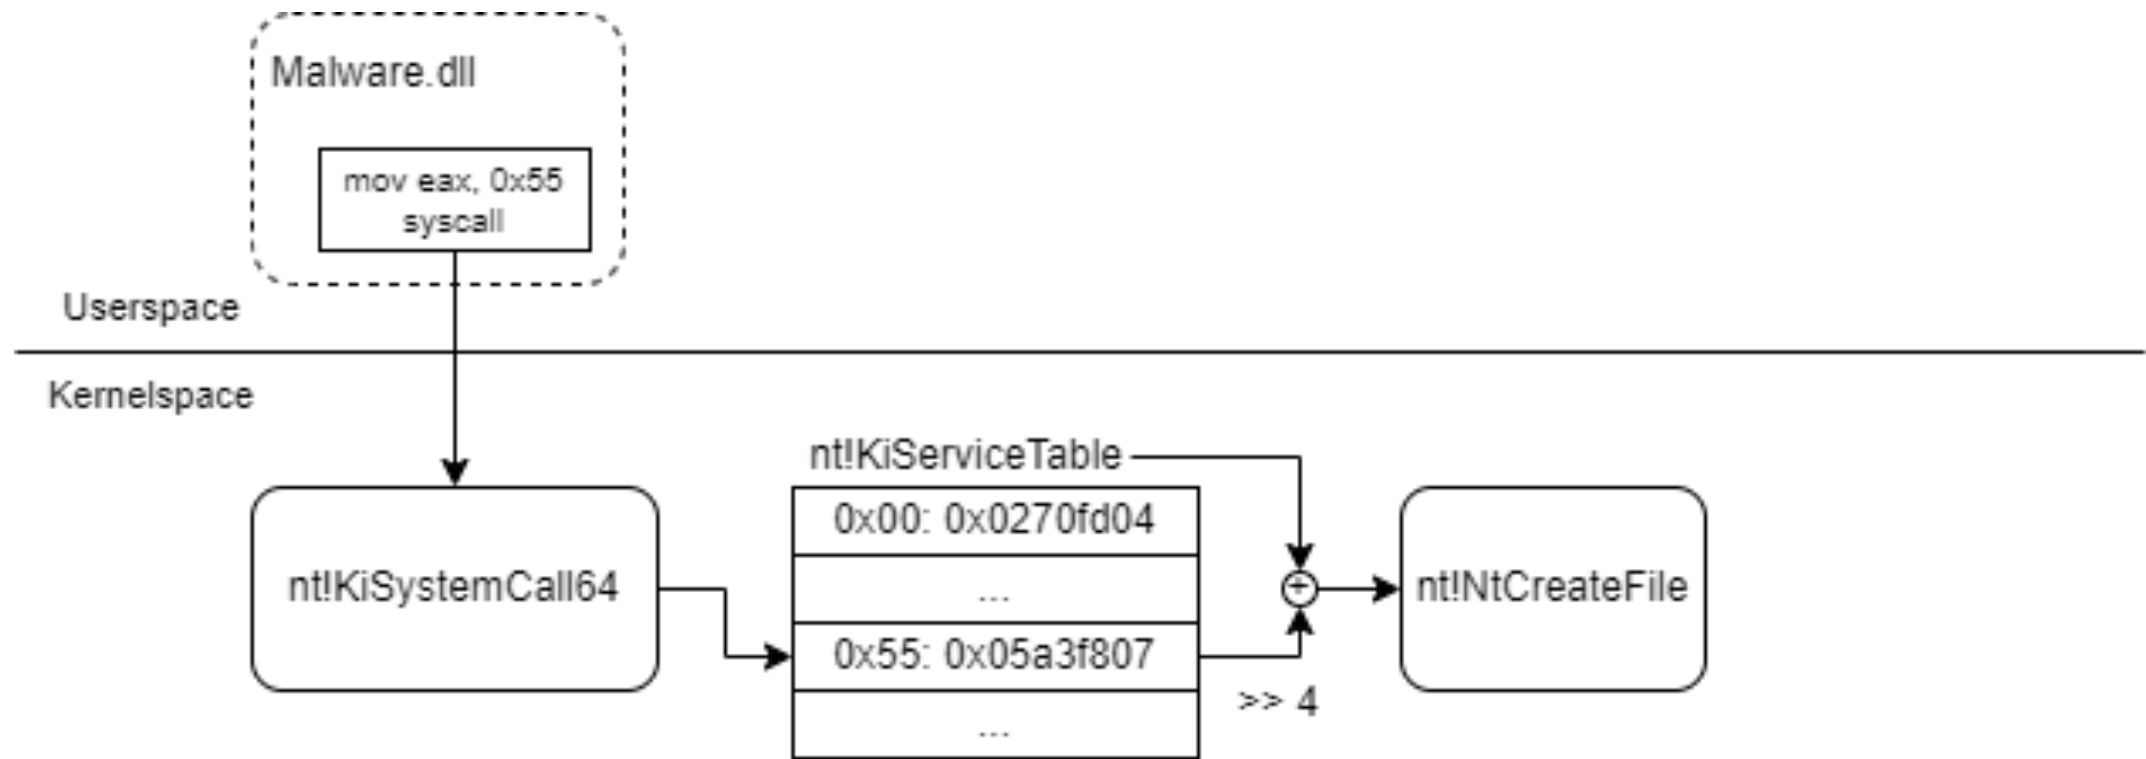 Malware.dll
mov eax, 0x55
syscall
Userspace
Kernelspace
nt!KiSystemCall64
nt!KiServiceTable
0x00: 0x0270fd04
...
0x55: 0x05a3f807
...
>> 4
+
nt!NtCreateFile